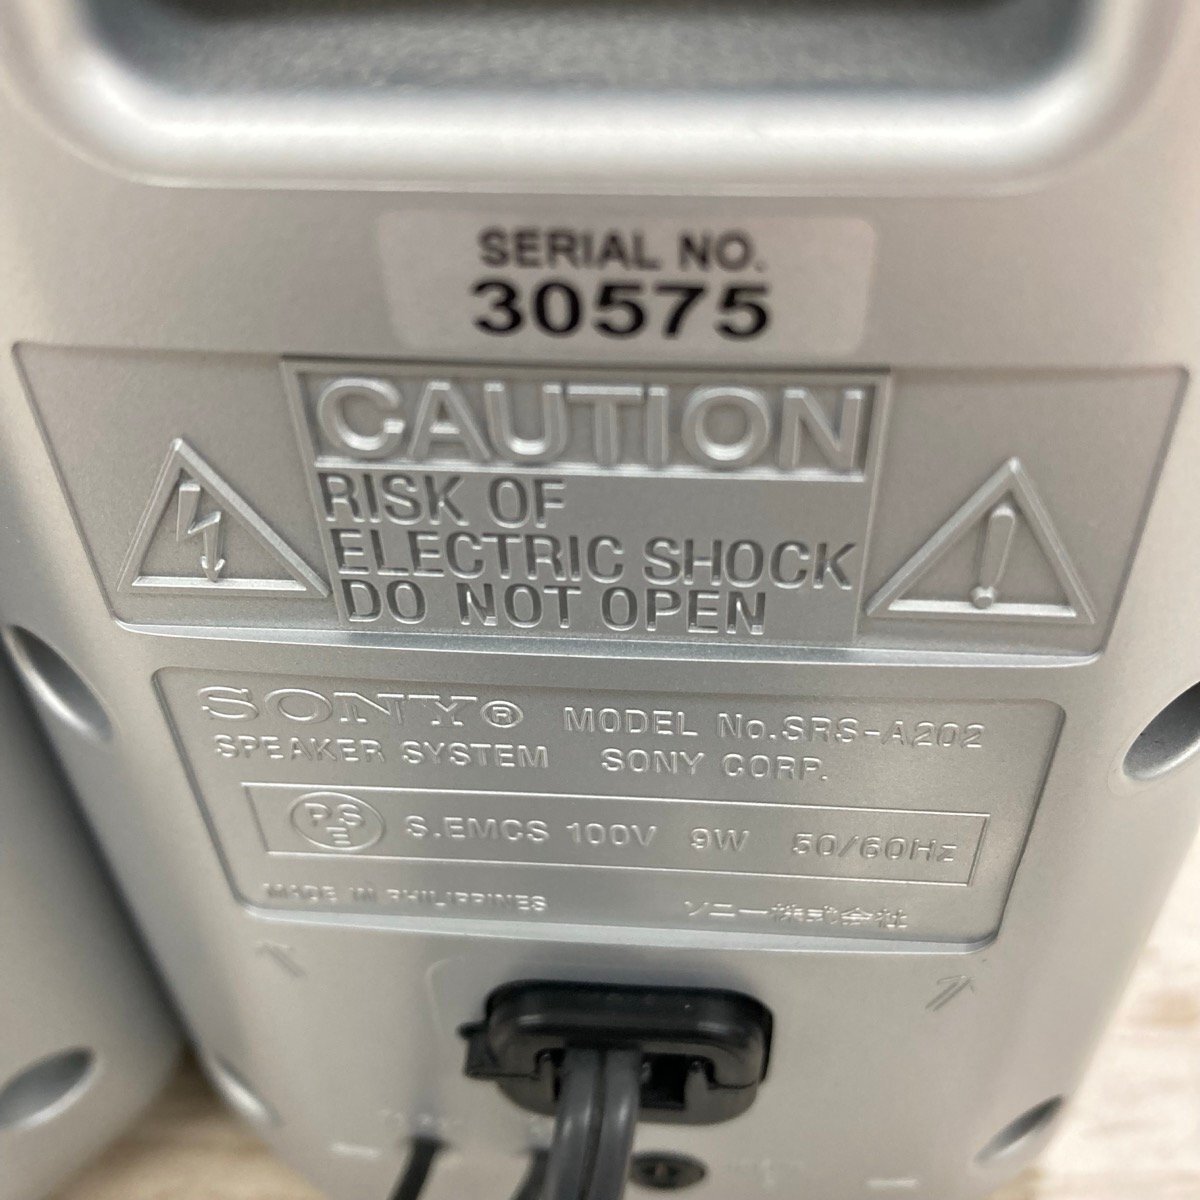 SERIAL NO.
30575
CAUTION
RISK OF
ELECTRIC SHOCK
DO NOT OPEN
SONY® MODEL No.SRS-A202
SPEAKER SYSTEM SONY CORP.
PSE S.EMCS 100V 9W 50/60Hz
MADE IN PHILIPPINES ソニー株式会社